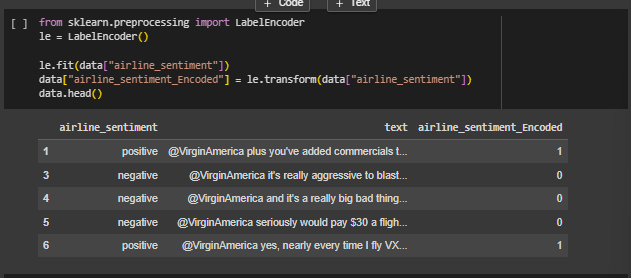 + Code + Text
[ ] from sklearn.preprocessing import LabelEncoder
le = LabelEncoder()
le.fit(data["airline_sentiment"])
data["airline_sentiment_Encoded"] = le.transform(data["airline_sentiment"])
data.head()
airline_sentiment text airline_sentiment_Encoded
1 positive @VirginAmerica plus you've added commercials t... 1
3 negative @VirginAmerica it's really aggressive to blast... 0
4 negative @VirginAmerica and it's a really big bad thing... 0
5 negative @VirginAmerica seriously would pay $30 a fligh... 0
6 positive @VirginAmerica yes, nearly every time I fly VX... 1